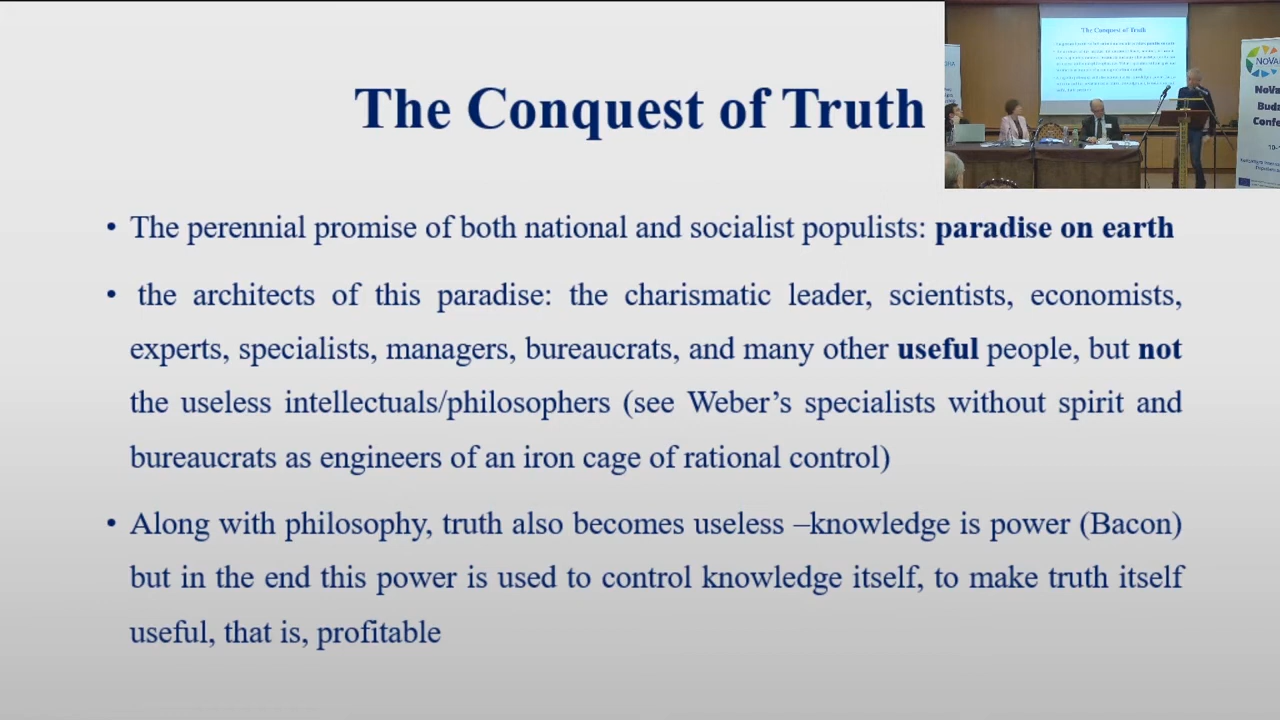 The Conquest of Truth
• The perennial promise of both national and socialist populists: paradise on earth
• the architects of this paradise: the charismatic leader, scientists, economists,
experts, specialists, managers, bureaucrats, and many other useful people, but not
the useless intellectuals/philosophers (see Weber’s specialists without spirit and
bureaucrats as engineers of an iron cage of rational control)
• Along with philosophy, truth also becomes useless –knowledge is power (Bacon)
but in the end this power is used to control knowledge itself, to make truth itself
useful, that is, profitable
The Conquest of Truth